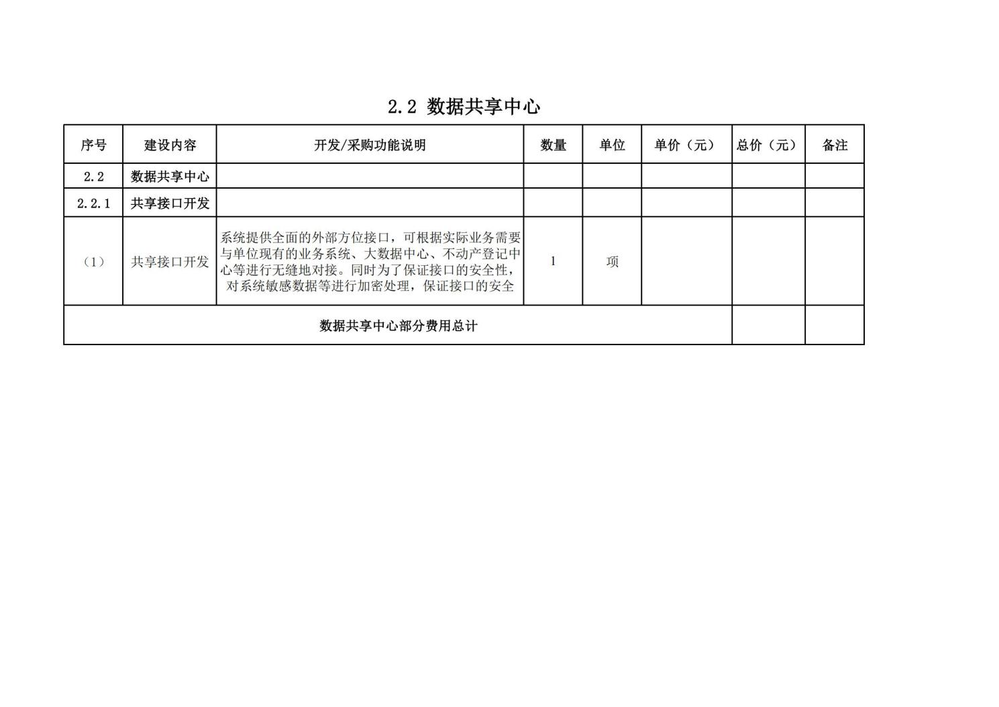 2.2 数据共享中心
序号 建设内容 开发/采购功能说明 数量 单位 单价（元） 总价（元） 备注
2.2 数据共享中心
2.2.1 共享接口开发
系统提供全面的外部方位接口，可根据实际业务需要
与单位现有的业务系统、大数据中心、不动产登记中
（1） 共享接口开发 1 项
心等进行无缝地对接。同时为了保证接口的安全性，
对系统敏感数据等进行加密处理，保证接口的安全
数据共享中心部分费用总计